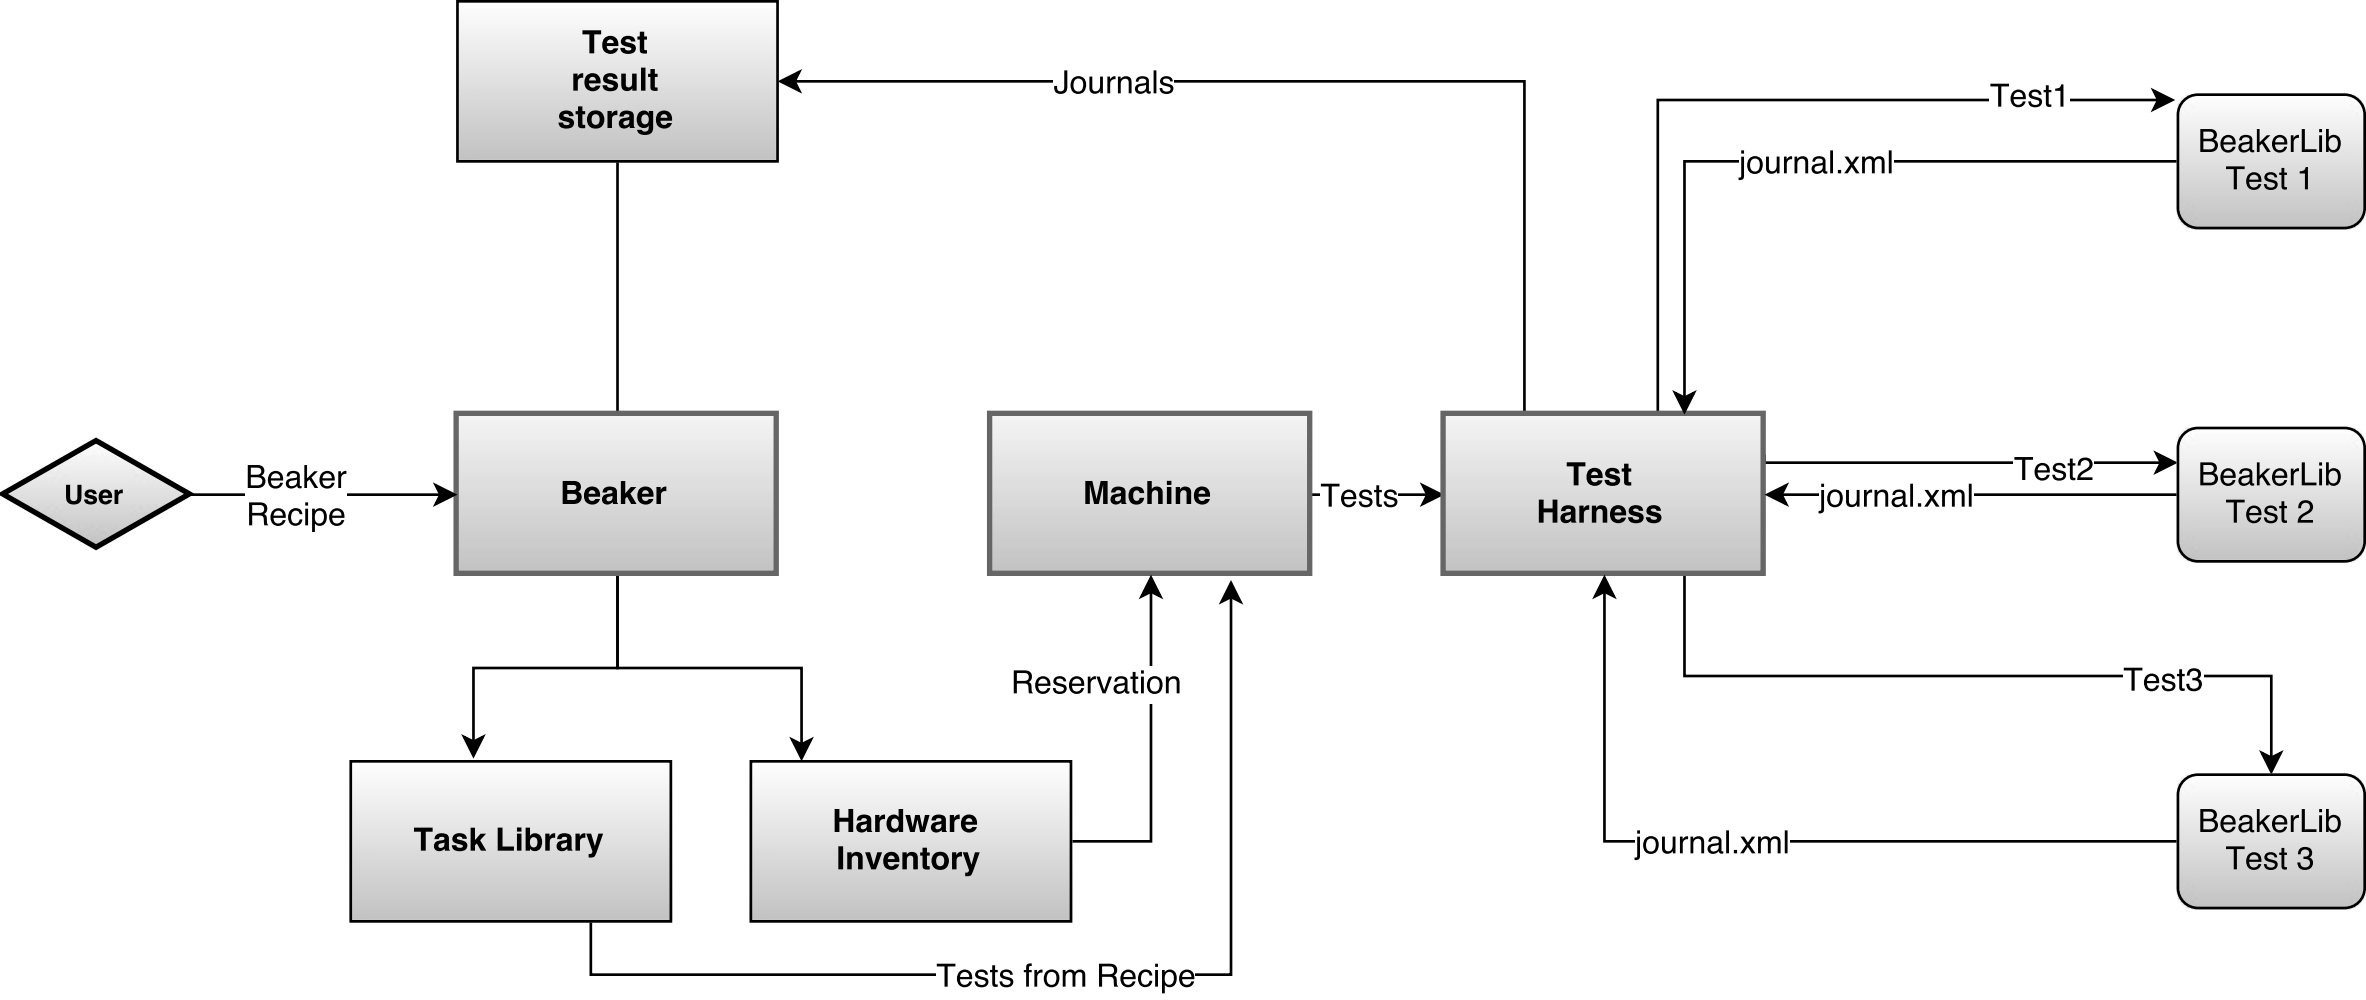 Test
result
storage
Journals
Test1
BeakerLib
Test 1
journal.xml
User
Beaker
Recipe
Beaker
Machine
Tests
Test
Harness
Test2
journal.xml
BeakerLib
Test 2
Reservation
Test3
Task Library
Hardware
Inventory
journal.xml
BeakerLib
Test 3
Tests from Recipe